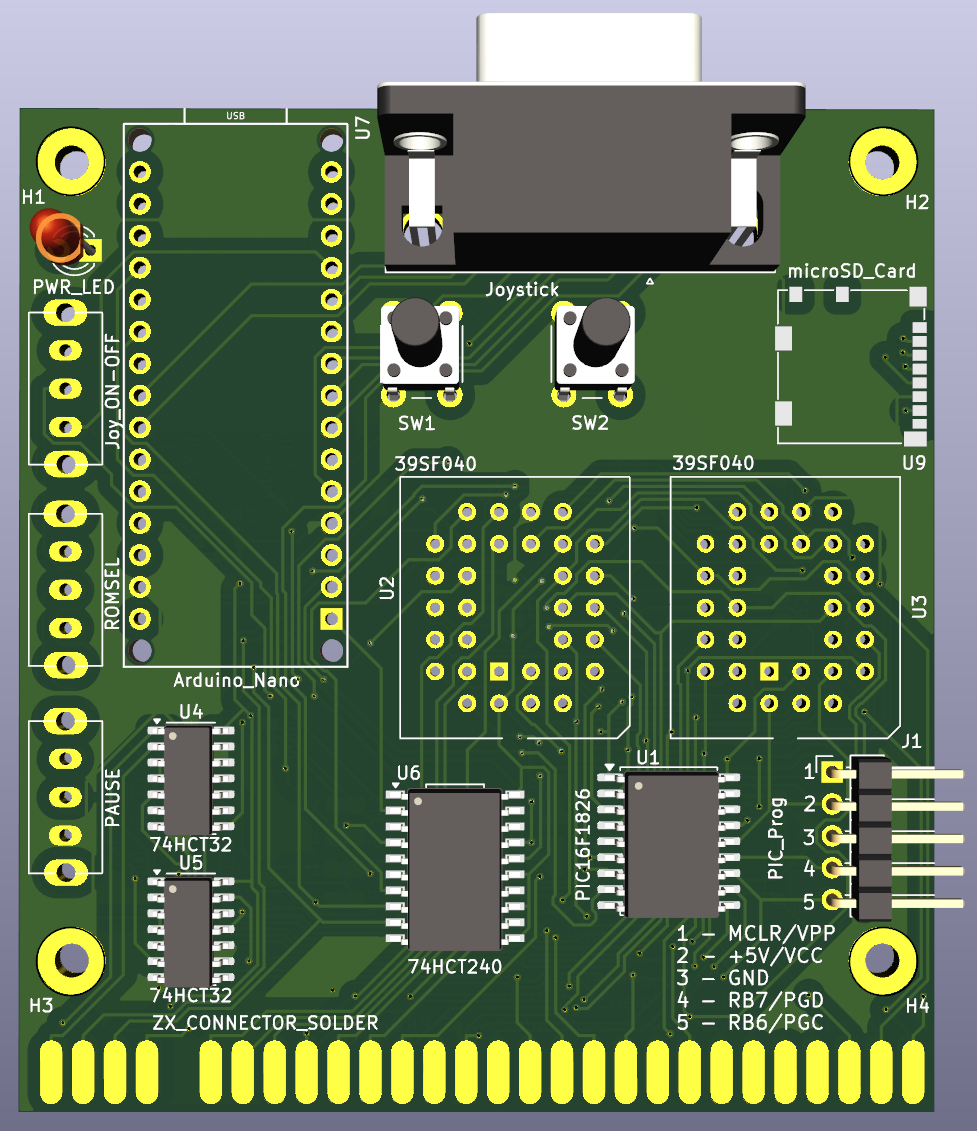 USB
U7
H1
H2
PWR_LED
Joystick
microSD_Card
Joy_ON-OFF
SW1
SW2
U9
39SF040
39SF040
ROMSEL
U2
U3
Arduino_Nano
U4
J1
U6
U1
1
2
3
4
5
PIC_Prog
PAUSE
PIC16F1826
74HCT32
U5
1 – MCLR/VPP
2 – +5V/VCC
3 – GND
4 – RB7/PGD
5 – RB6/PGC
74HCT240
74HCT32
H3
H4
ZX_CONNECTOR_SOLDER